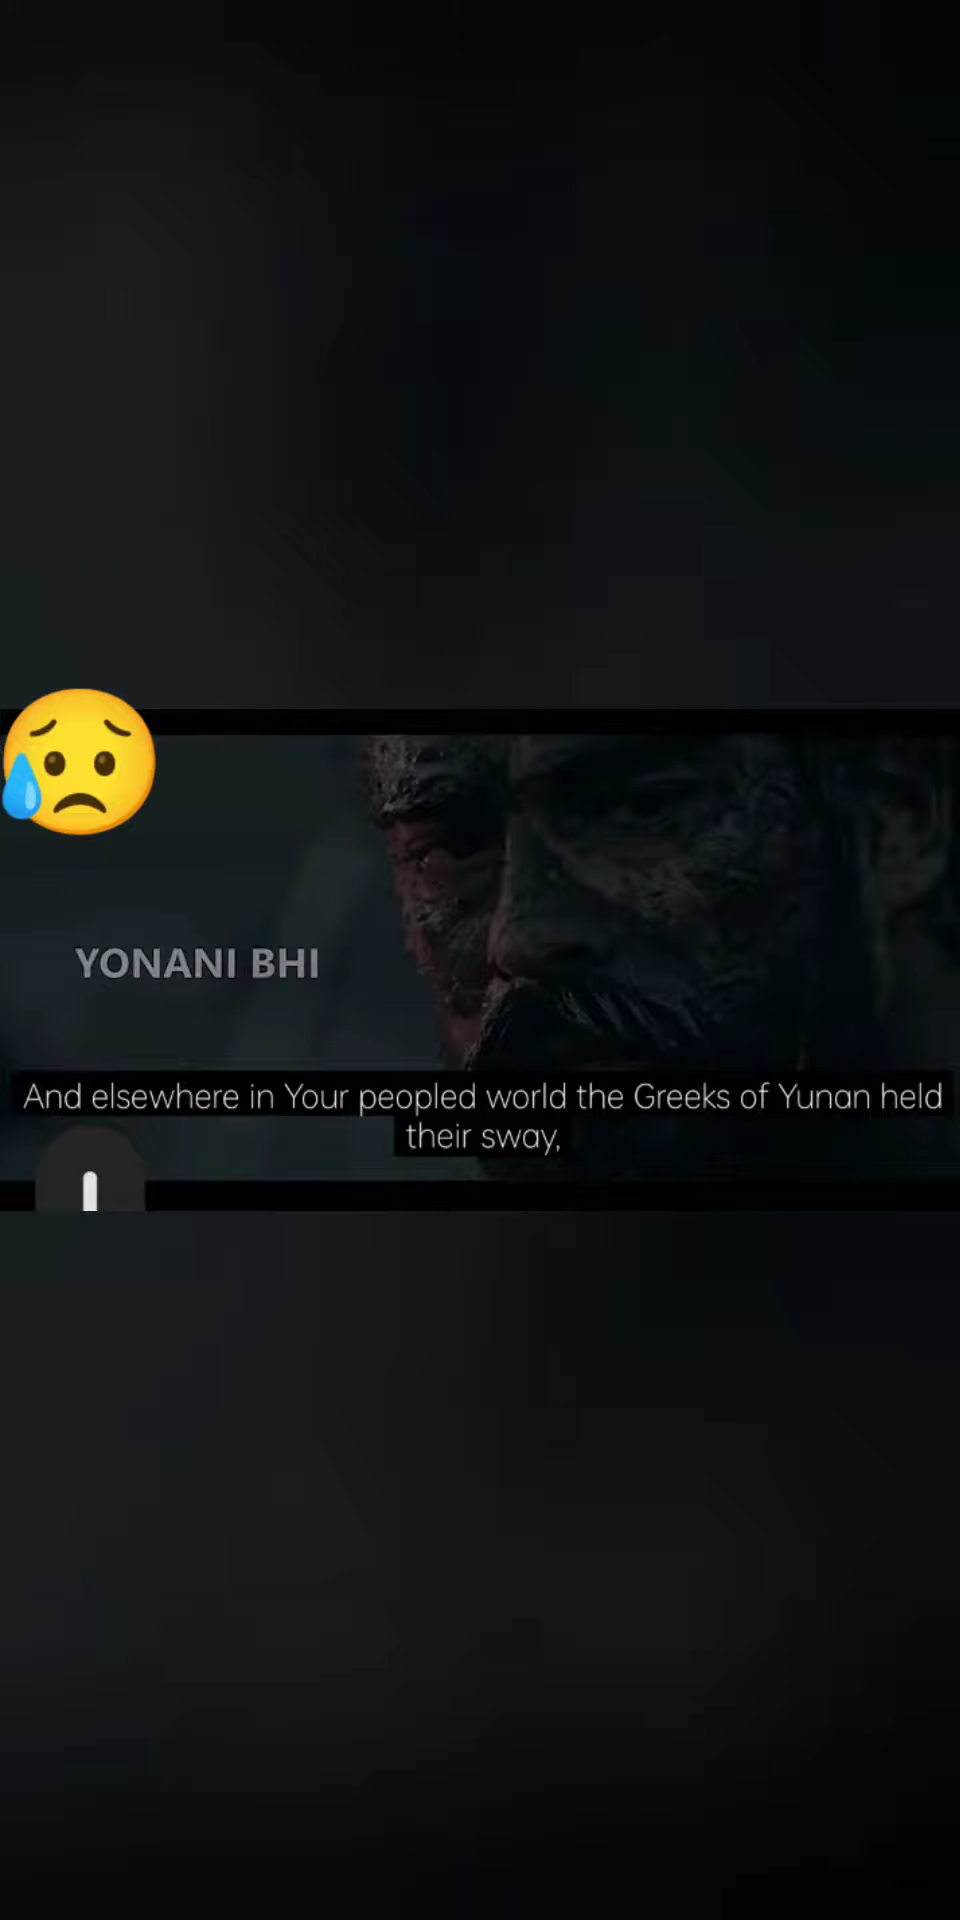 YONANI BHI
And elsewhere in Your peopled world the Greeks of Yunan held
their sway,